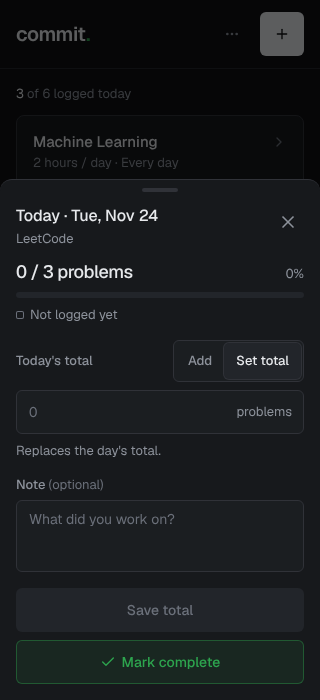 commit.
...
+
3 of 6 logged today
Machine Learning
2 hours / day · Every day
Today · Tue, Nov 24
LeetCode
0 / 3 problems
0%
Not logged yet
Today's total
Add
Set total
0
problems
Replaces the day's total.
Note (optional)
What did you work on?
Save total
Mark complete